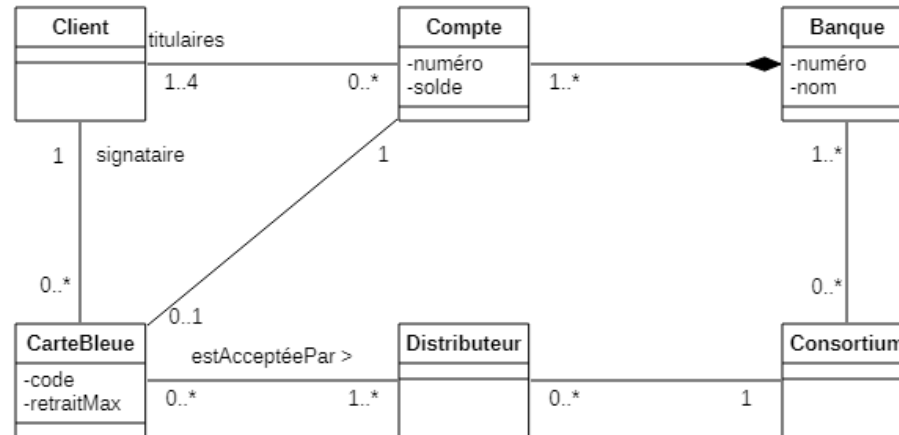 Client
titulaires
1..4
0..*
Compte
-numéro
-solde
1..*
Banque
-numéro
-nom
1
signataire
1
1..*
0..*
0..1
0..*
CarteBleue
-code
-retraitMax
estAcceptéePar >
0..*
1..*
Distributeur
0..*
1
Consortium